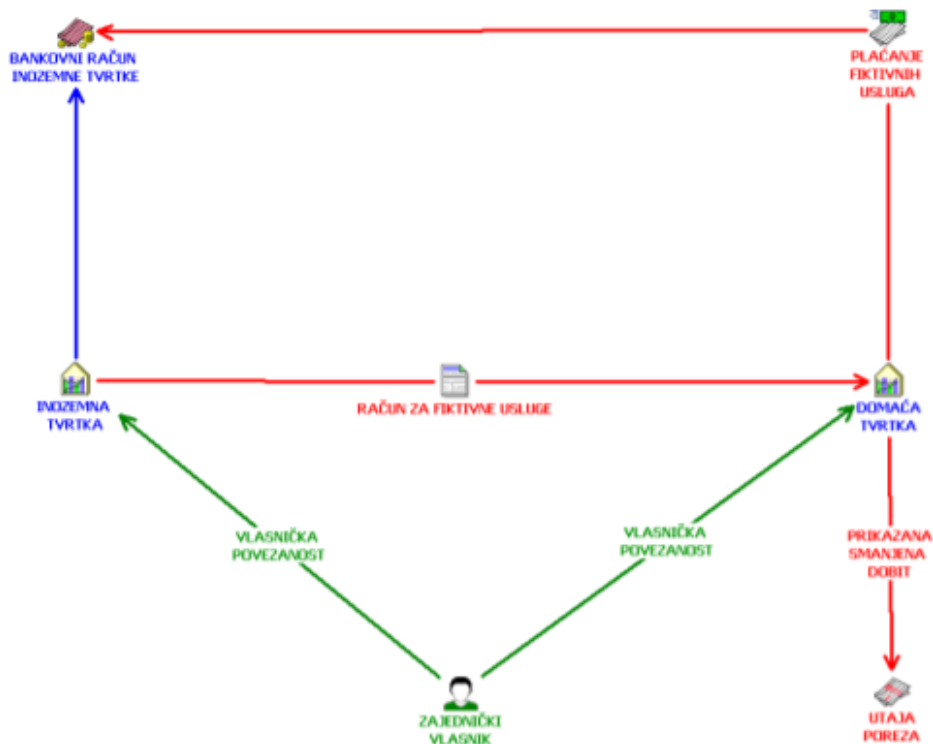 BANKOVNI RAČUN
INOZEMNE TVRTKE
PLAĆANJE
FIKTIVNIH
USLUGA
INOZEMNA
TVRTKA
RAČUN ZA FIKTIVNE USLUGE
DOMAĆA
TVRTKA
VLASNIČKA
POVEZANOST
VLASNIČKA
POVEZANOST
PRIKAZANA
SMANJENA
DOBIT
ZAJEDNIČKI
VLASNIK
UTAJA
POREZA